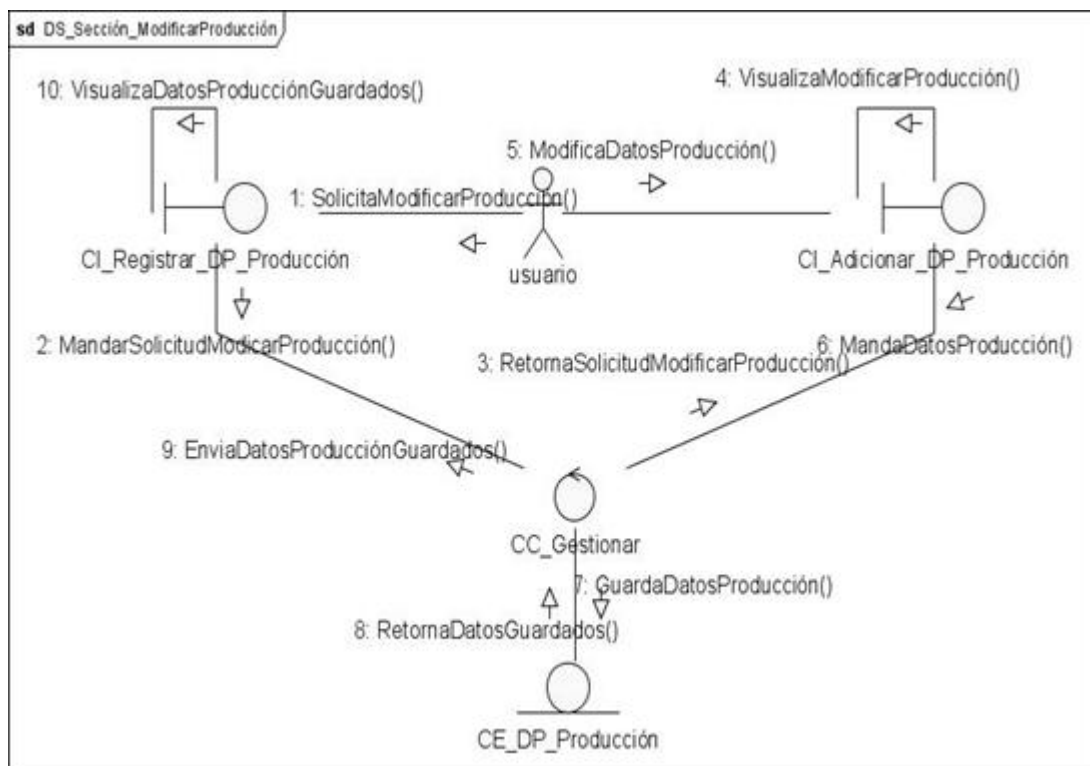 sd DS_Sección_ModificarProducción
10: VisualizaDatosProducciónGuardados()
4: VisualizaModificarProducción()
5: ModificaDatosProducción()
1: SolicitaModificarProducción()
CI_Registrar_DP_Producción
usuario
CI_Adicionar_DP_Producción
2: MandarSolicitudModicarProducción()
6: MandaDatosProducción()
3: RetornaSolicitudModificarProducción()
9: EnviaDatosProducciónGuardados()
CC_Gestionar
7: GuardaDatosProducción()
8: RetornaDatosGuardados()
CE_DP_Producción